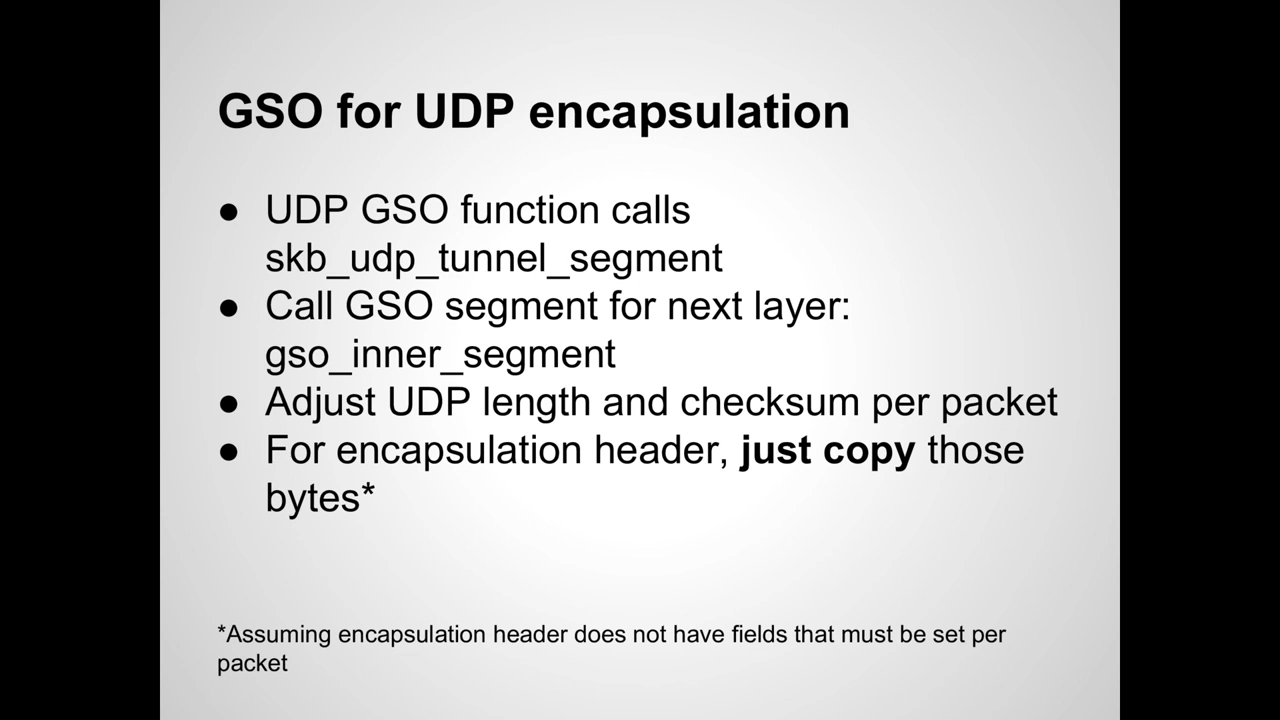 GSO for UDP encapsulation
● UDP GSO function calls
skb_udp_tunnel_segment
● Call GSO segment for next layer:
gso_inner_segment
● Adjust UDP length and checksum per packet
● For encapsulation header, just copy those
bytes*
*Assuming encapsulation header does not have fields that must be set per
packet